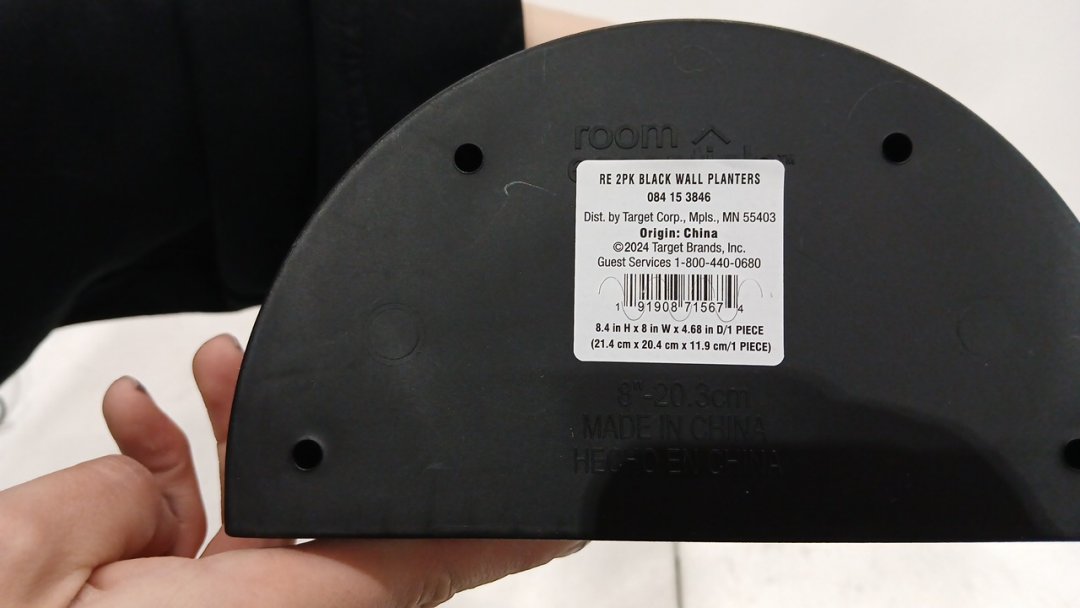 room
RE 2PK BLACK WALL PLANTERS
084 15 3846
Dist. by Target Corp., Mpls., MN 55403
Origin: China
©2024 Target Brands, Inc.
Guest Services 1-800-440-0680
1 91908 71567 4
8.4 in H x 8 in W x 4.68 in D/1 PIECE
(21.4 cm x 20.4 cm x 11.9 cm/1 PIECE)
8"-20.3cm
MADE IN CHINA
HECHO EN CHINA